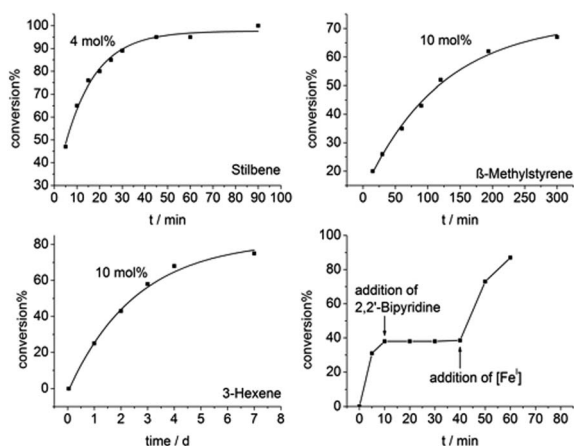 100
90
80
70
60
50
40
30
conversion%
4 mol%
Stilbene
0 10 20 30 40 50 60 70 80 90 100
t / min
70
60
50
40
30
20
conversion%
10 mol%
ß-Methylstyrene
0 50 100 150 200 250 300
t / min
80
60
40
20
0
conversion%
10 mol%
3-Hexene
0 1 2 3 4 5 6 7 8
time / d
100
80
60
40
20
0
conversion%
addition of
2,2'-Bipyridine
addition of [Feᴵ]
0 10 20 30 40 50 60 70 80
t / min